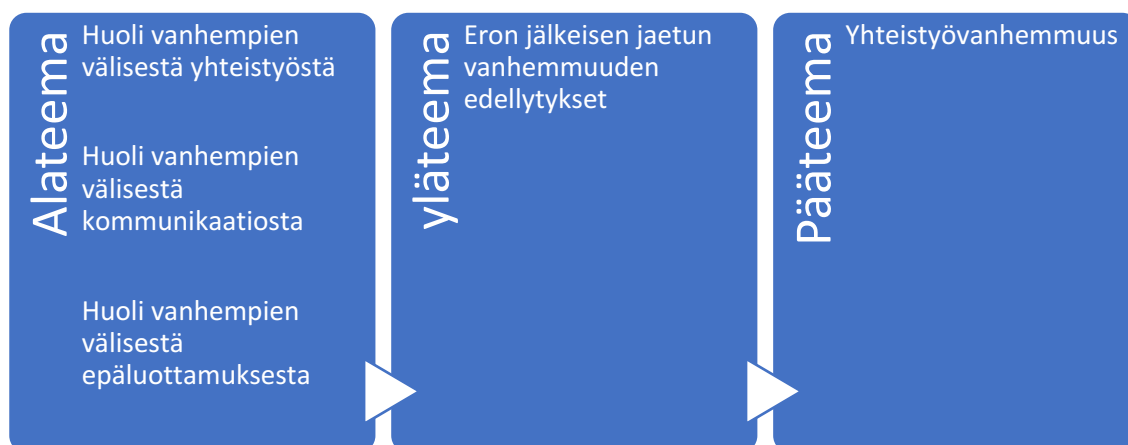 Alateema
Huoli vanhempien
välisestä yhteistyöstä
Huoli vanhempien
välisestä
kommunikaatiosta
Huoli vanhempien
välisestä
epäluottamuksesta
yläteema
Eron jälkeisen jaetun
vanhemmuuden
edellytykset
Pääteema
Yhteistyövanhemmuus